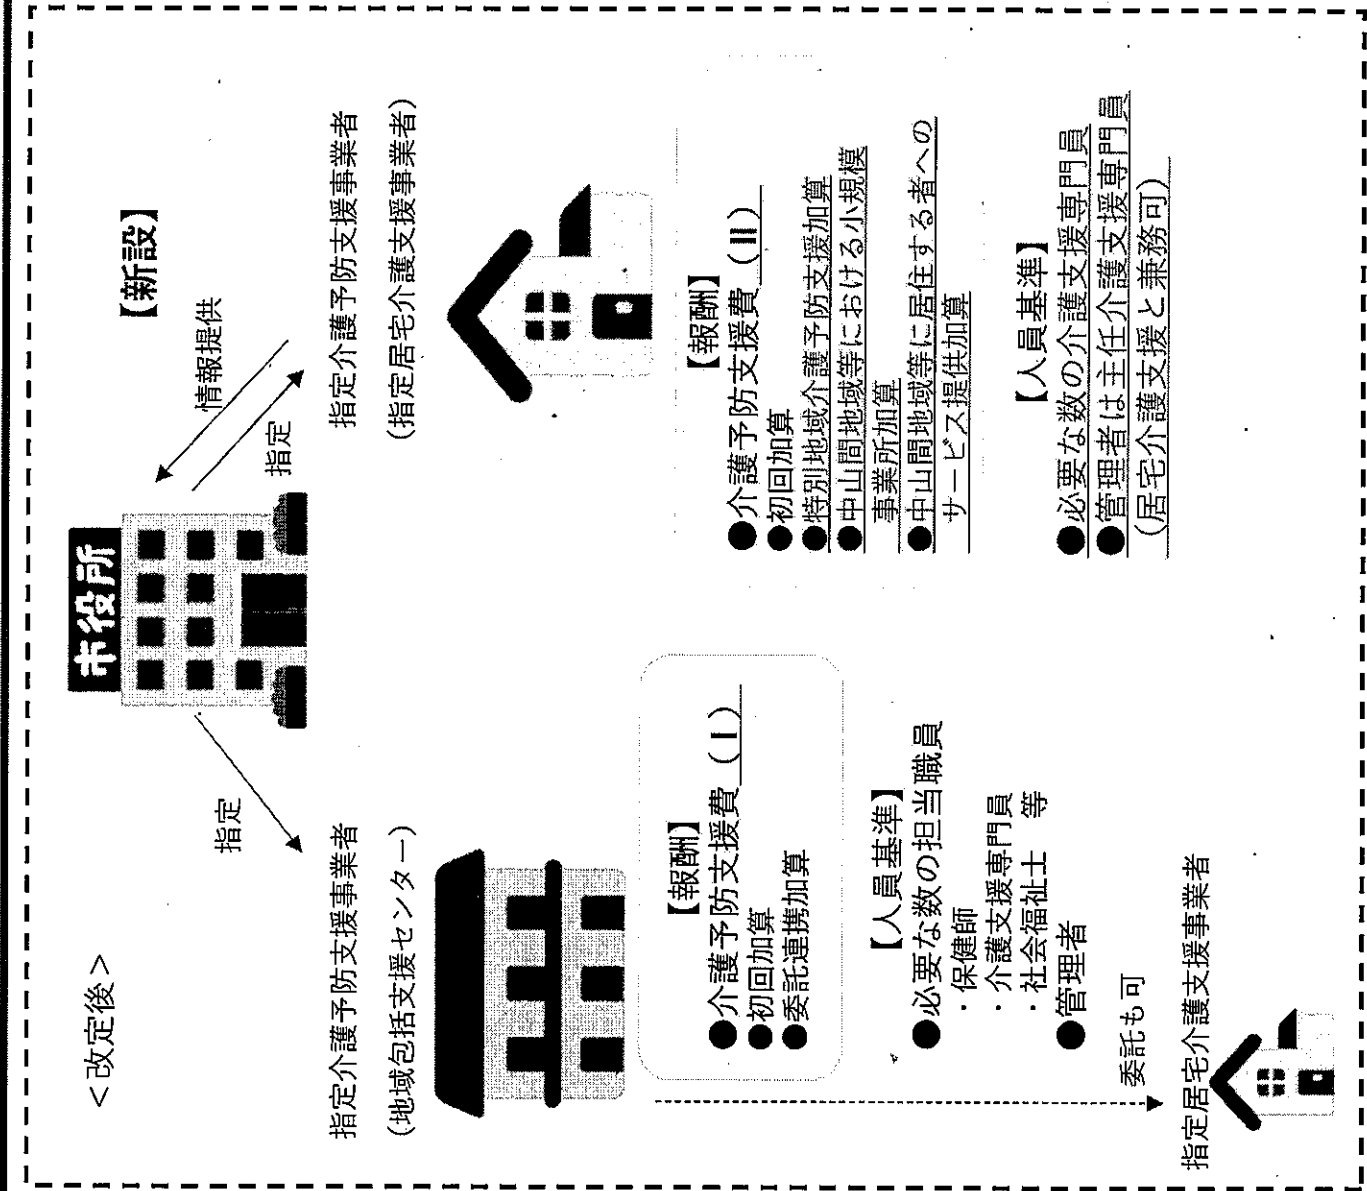 <改定後>
市役所
指定
指定介護予防支援事業者
(地域包括支援センター)
【報酬】
●介護予防支援費(Ⅰ)
●初回加算
●委託連携加算
【人員基準】
●必要な数の担当職員
・保健師
・介護支援専門員
・社会福祉士 等
●管理者
委託も可
指定居宅介護支援事業者
【新設】
情報提供
指定
指定介護予防支援事業者
(指定居宅介護支援事業者)
【報酬】
●介護予防支援費(Ⅱ)
●初回加算
●特別地域介護予防支援加算
●中山間地域等における小規模
事業所加算
●中山間地域等に居住する者への
サービス提供加算
【人員基準】
●必要な数の介護支援専門員
●管理者は主任介護支援専門員
(居宅介護支援と兼務可)